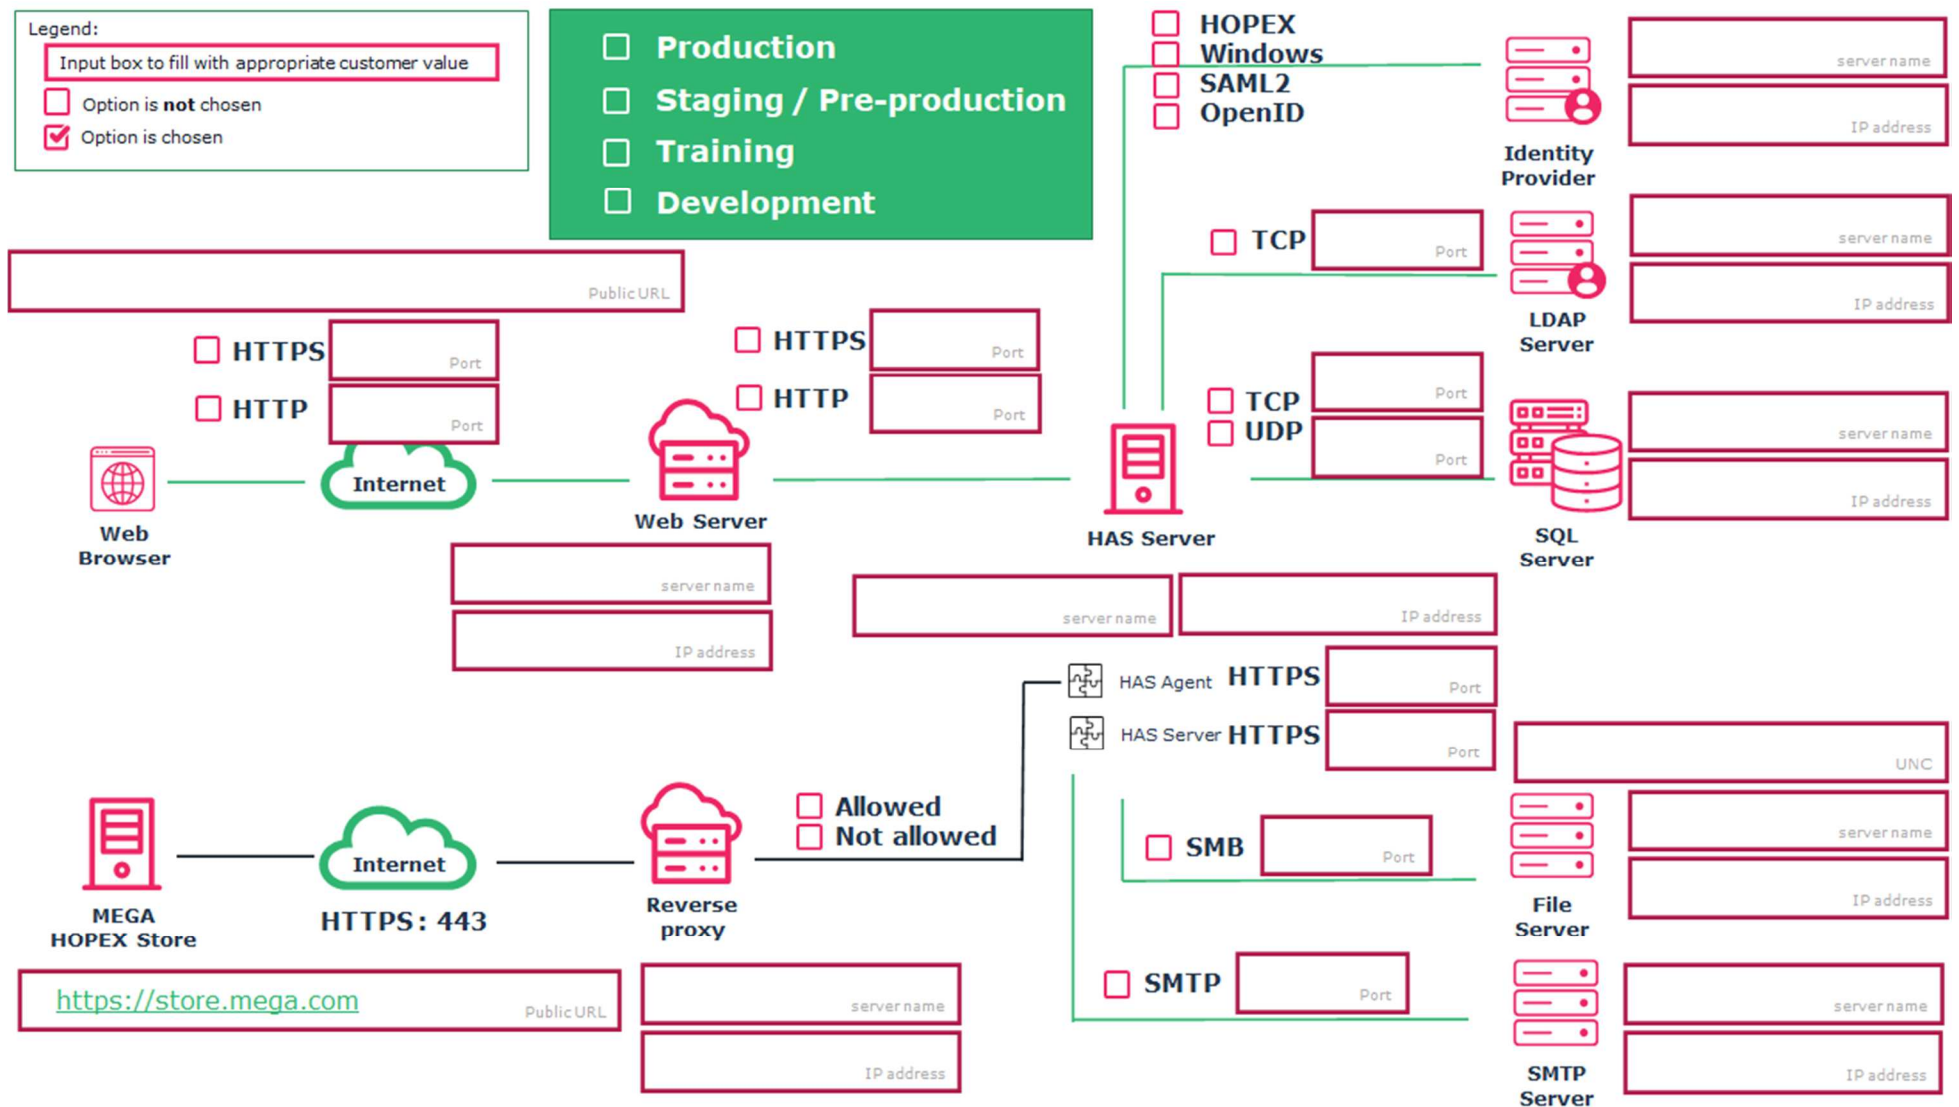 Legend:
Input box to fill with appropriate customer value
Option is not chosen
Option is chosen
Production
Staging / Pre-production
Training
Development
HOPEX
Windows
SAML2
OpenID
Identity
Provider
server name
IP address
TCP
Port
LDAP
Server
server name
IP address
Public URL
HTTPS
Port
HTTP
Port
HTTPS
Port
HTTP
Port
TCP
Port
UDP
Port
server name
IP address
Web
Browser
Internet
Web Server
HAS Server
SQL
Server
server name
IP address
server name
IP address
HAS Agent HTTPS
Port
HAS Server HTTPS
Port
UNC
MEGA
HOPEX Store
Internet
HTTPS: 443
Reverse
proxy
Allowed
Not allowed
SMB
Port
File
Server
server name
IP address
https://store.mega.com
Public URL
server name
IP address
SMTP
Port
SMTP
Server
server name
IP address